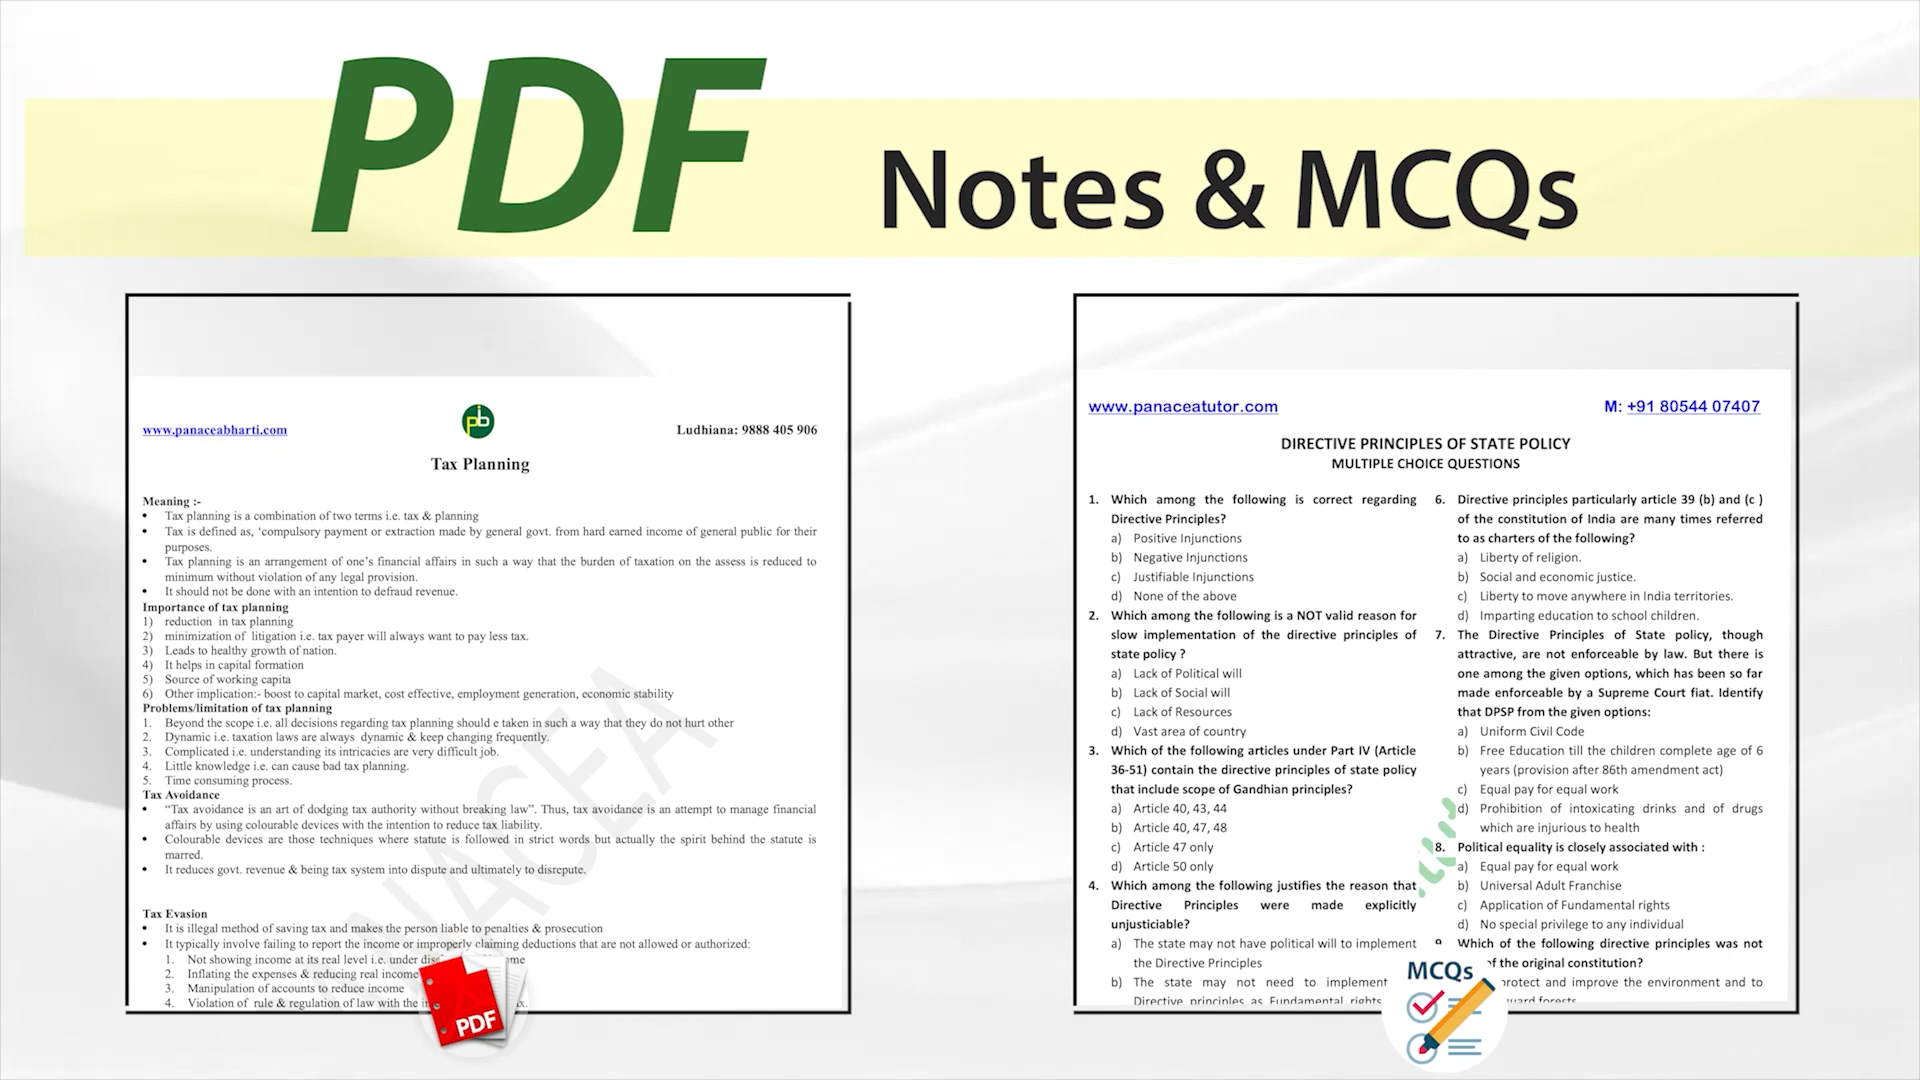 PDF Notes & MCQs
www.panaceabharti.com
pib
Ludhiana: 9888 405 906
Tax Planning
Meaning :-
• Tax planning is a combination of two terms i.e. tax & planning
• Tax is defined as, ‘compulsory payment or extraction made by general govt. from hard earned income of general public for their
purposes.
• Tax planning is an arrangement of one’s financial affairs in such a way that the burden of taxation on the assess is reduced to
minimum without violation of any legal provision.
• It should not be done with an intention to defraud revenue.
Importance of tax planning
1) reduction in tax planning
2) minimization of litigation i.e. tax payer will always want to pay less tax.
3) Leads to healthy growth of nation.
4) It helps in capital formation
5) Source of working capita
6) Other implication:- boost to capital market, cost effective, employment generation, economic stability
Problems/limitation of tax planning
1. Beyond the scope i.e. all decisions regarding tax planning should e taken in such a way that they do not hurt other
2. Dynamic i.e. taxation laws are always dynamic & keep changing frequently.
3. Complicated i.e. understanding its intricacies are very difficult job.
4. Little knowledge i.e. can cause bad tax planning.
5. Time consuming process.
Tax Avoidance
• “Tax avoidance is an art of dodging tax authority without breaking law”. Thus, tax avoidance is an attempt to manage financial
affairs by using colourable devices with the intention to reduce tax liability.
• Colourable devices are those techniques where statute is followed in strict words but actually the spirit behind the statute is
marred.
• It reduces govt. revenue & being tax system into dispute and ultimately to disrepute.
Tax Evasion
• It is illegal method of saving tax and makes the person liable to penalties & prosecution
• It typically involve failing to report the income or improperly claiming deductions that are not allowed or authorized:
1. Not showing income at its real level i.e. under
2. Inflating the expenses & reducing real income
3. Manipulation of accounts to reduce income
4. Violation of rule & regulation of law with the
NACEA
PDF
www.panaceatutor.com
M: +91 80544 07407
DIRECTIVE PRINCIPLES OF STATE POLICY
MULTIPLE CHOICE QUESTIONS
1. Which among the following is correct regarding
Directive Principles?
a) Positive Injunctions
b) Negative Injunctions
c) Justifiable Injunctions
d) None of the above
2. Which among the following is a NOT valid reason for
slow implementation of the directive principles of
state policy ?
a) Lack of Political will
b) Lack of Social will
c) Lack of Resources
d) Vast area of country
3. Which of the following articles under Part IV (Article
36-51) contain the directive principles of state policy
that include scope of Gandhian principles?
a) Article 40, 43, 44
b) Article 40, 47, 48
c) Article 47 only
d) Article 50 only
4. Which among the following justifies the reason that
Directive Principles were made explicitly
unjusticiable?
a) The state may not have political will to implement
the Directive Principles
b) The state may not need to implement
Directive principles as Fundamental rights
6. Directive principles particularly article 39 (b) and (c )
of the constitution of India are many times referred
to as charters of the following?
a) Liberty of religion.
b) Social and economic justice.
c) Liberty to move anywhere in India territories.
d) Imparting education to school children.
7. The Directive Principles of State policy, though
attractive, are not enforceable by law. But there is
one among the given options, which has been so far
made enforceable by a Supreme Court fiat. Identify
that DPSP from the given options:
a) Uniform Civil Code
b) Free Education till the children complete age of 6
years (provision after 86th amendment act)
c) Equal pay for equal work
d) Prohibition of intoxicating drinks and of drugs
which are injurious to health
8. Political equality is closely associated with :
a) Equal pay for equal work
b) Universal Adult Franchise
c) Application of Fundamental rights
d) No special privilege to any individual
9 Which of the following directive principles was not
of the original constitution?
protect and improve the environment and to
forests
MCQs